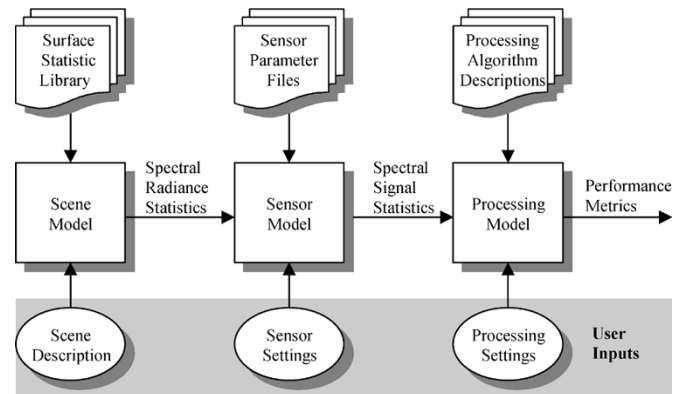 Surface
Statistic
Library
Sensor
Parameter
Files
Processing
Algorithm
Descriptions
Scene
Model
Spectral
Radiance
Statistics
Sensor
Model
Spectral
Signal
Statistics
Processing
Model
Performance
Metrics
Scene
Description
Sensor
Settings
Processing
Settings
User
Inputs